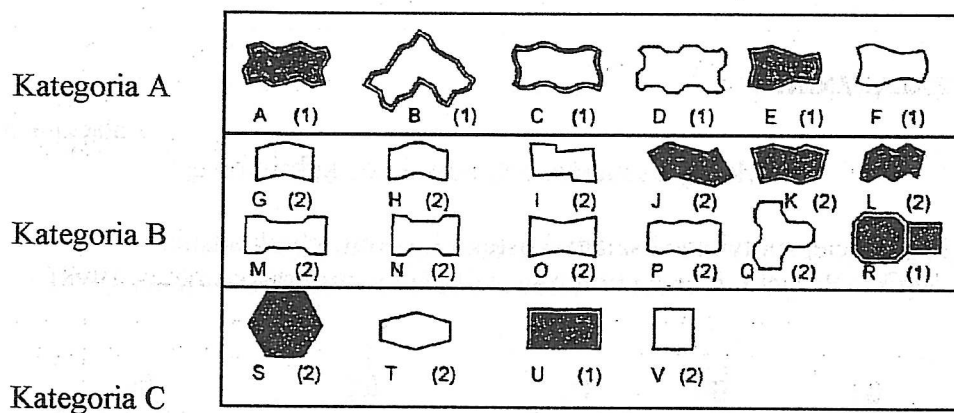 Kategoria A
A (1) B (1) C (1) D (1) E (1) F (1)
G (2) H (2) I (2) J (2) K (2) L (2)
Kategoria B
M (2) N (2) O (2) P (2) Q (2) R (1)
S (2) T (2) U (1) V (2)
Kategoria C